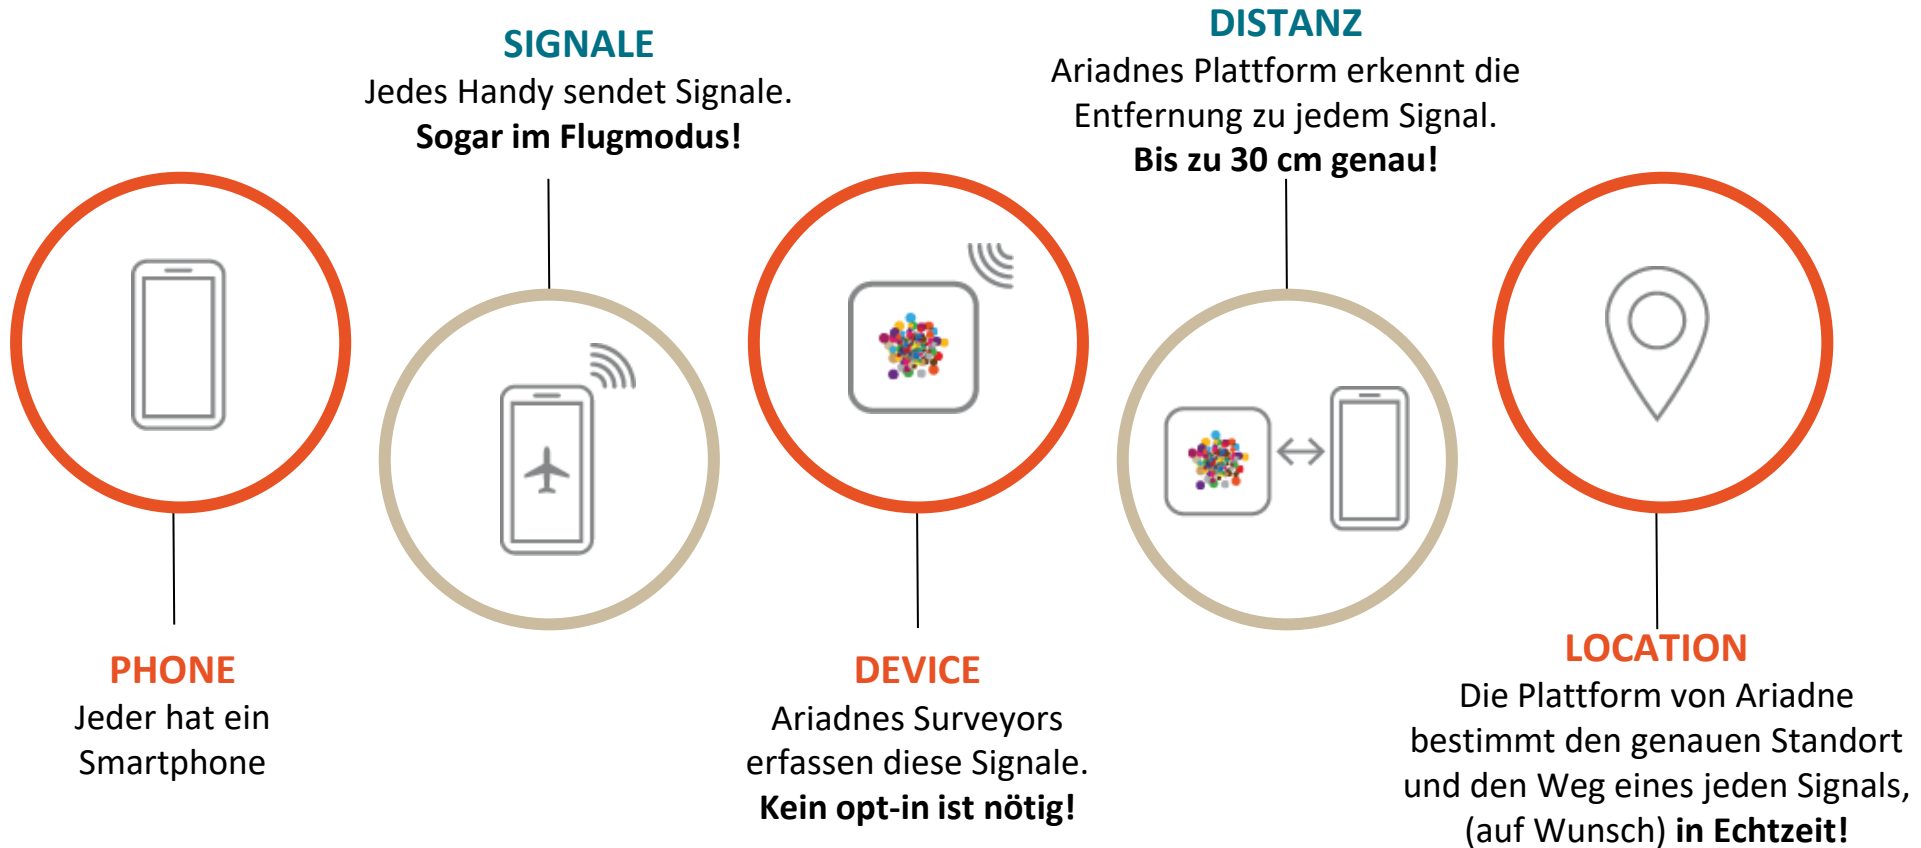 SIGNALE
Jedes Handy sendet Signale.
Sogar im Flugmodus!
DISTANZ
Ariadnes Plattform erkennt die
Entfernung zu jedem Signal.
Bis zu 30 cm genau!
PHONE
Jeder hat ein
Smartphone
DEVICE
Ariadnes Surveyors
erfassen diese Signale.
Kein opt-in ist nötig!
LOCATION
Die Plattform von Ariadne
bestimmt den genauen Standort
und den Weg eines jeden Signals,
(auf Wunsch) in Echtzeit!